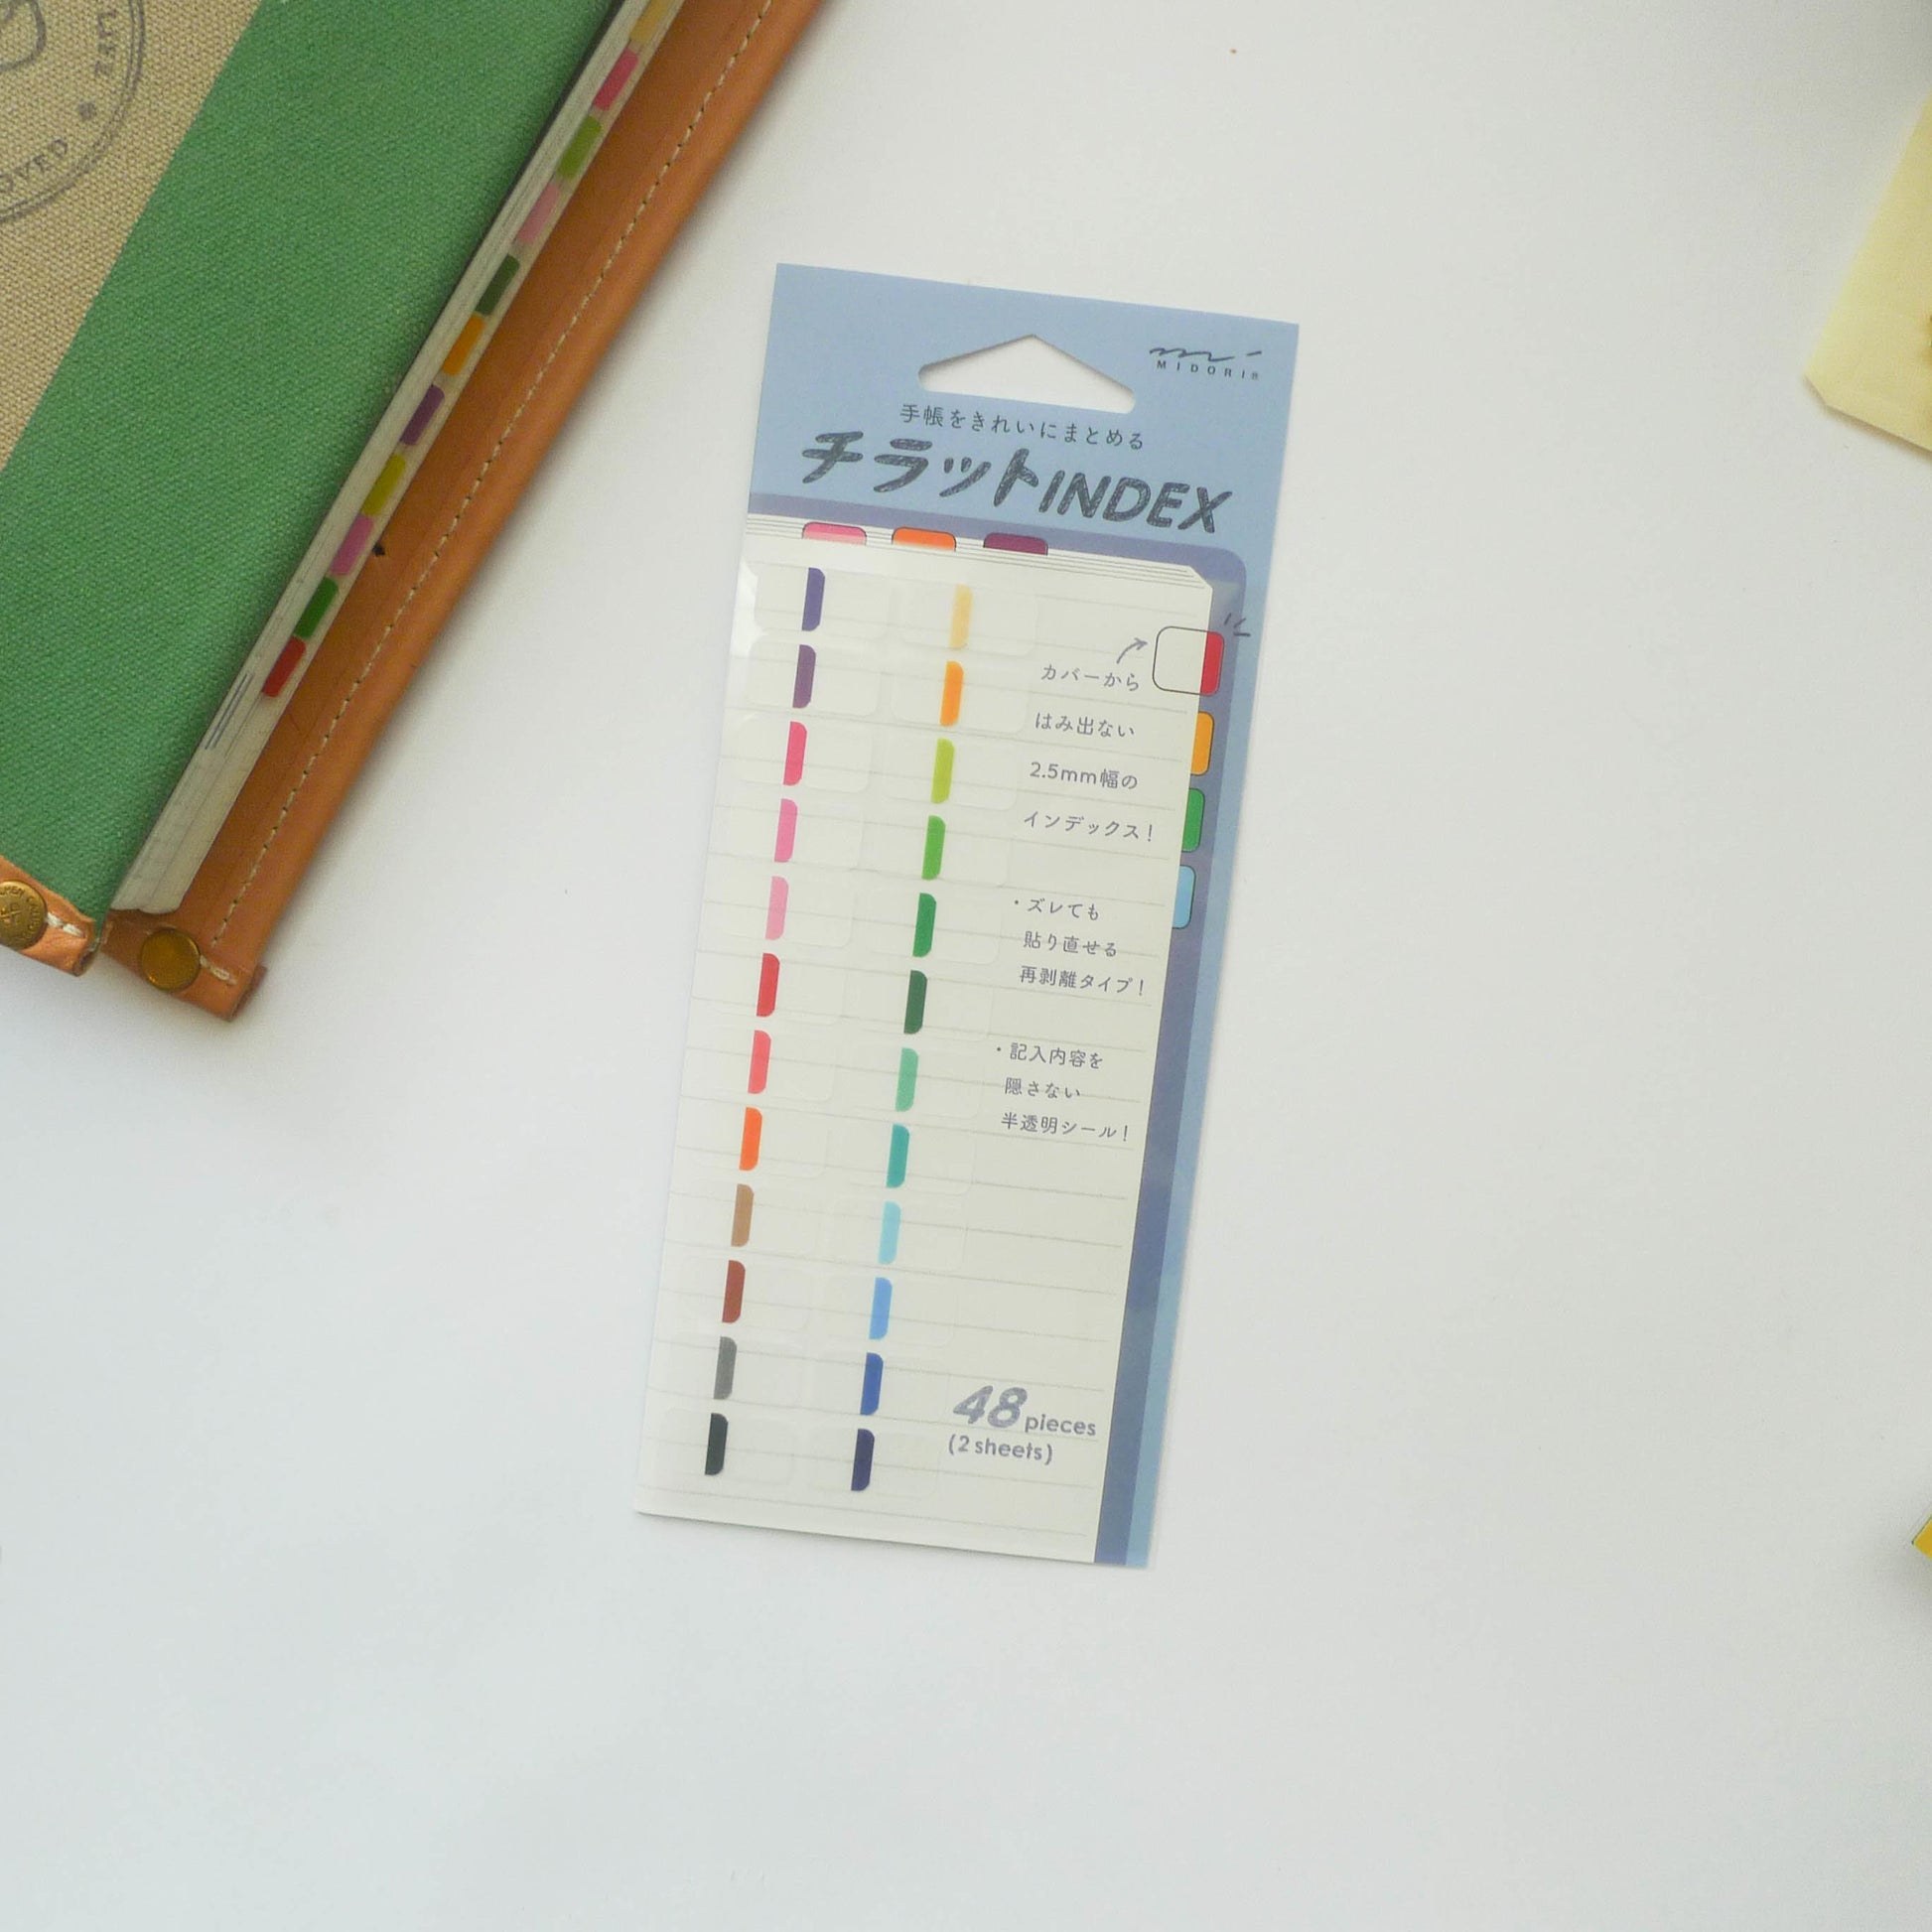 LIFE
MIDORI®
手帳をきれいにまとめる
チラットINDEX
カバーから
はみ出ない
2.5mm幅の
インデックス！
・ズレても
貼り直せる
再剥離タイプ！
・記入内容を
隠さない
半透明シール！
48 pieces
(2 sheets)